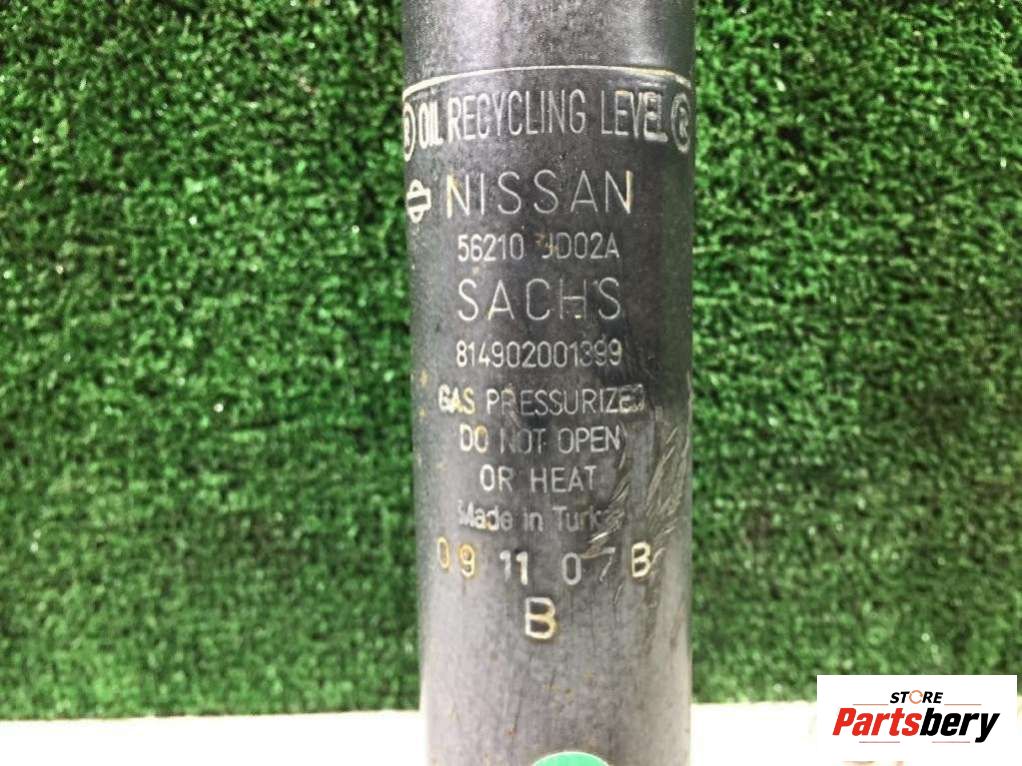 Ⓡ OIL RECYCLING LEVEL Ⓡ
NISSAN
56210 JD02A
SACHS
814902001399
GAS PRESSURIZED
DO NOT OPEN
OR HEAT
Made in Turkey
09 11 07 B
B
STORE
Partsbery